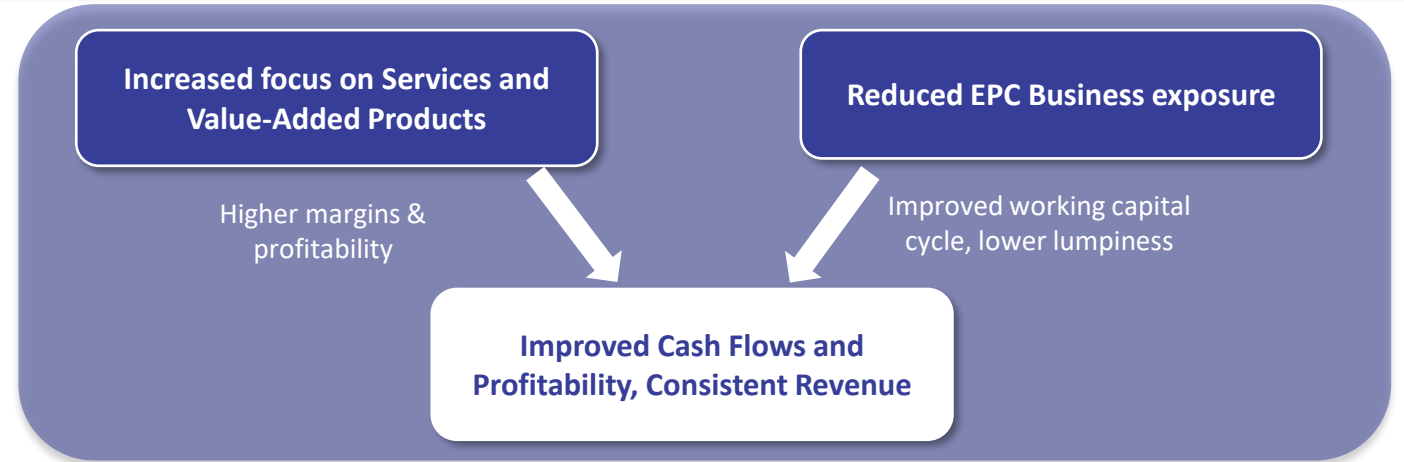 Increased focus on Services and
Value-Added Products
Reduced EPC Business exposure
Higher margins &
profitability
Improved working capital
cycle, lower lumpiness
Improved Cash Flows and
Profitability, Consistent Revenue